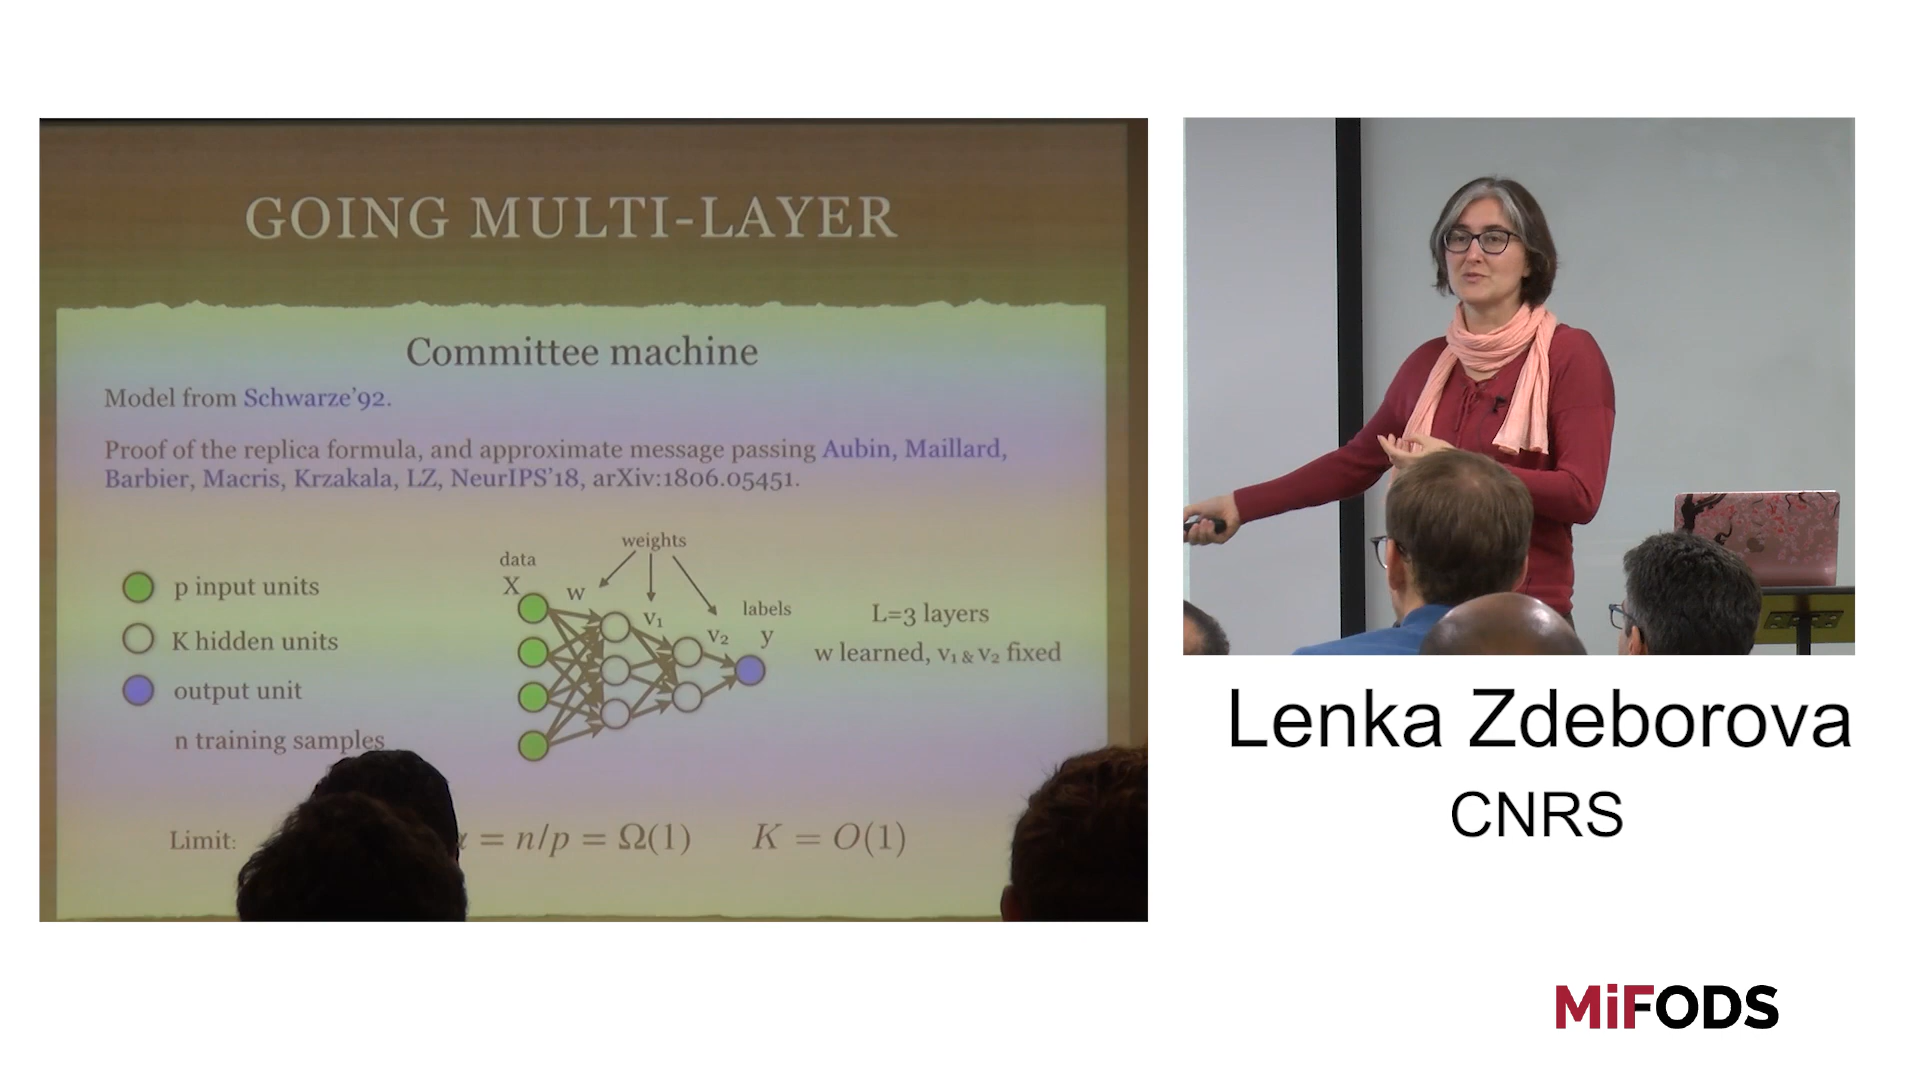 GOING MULTI-LAYER
Committee machine
Model from Schwarze'92.
Proof of the replica formula, and approximate message passing Aubin, Maillard,
Barbier, Macris, Krzakala, LZ, NeurIPS'18, arXiv:1806.05451.
weights
data
X
w
v₁
v₂
labels
y
p input units
K hidden units
output unit
n training samples
L=3 layers
w learned, v₁ & v₂ fixed
Limit:
= n/p = Ω(1)
K = O(1)
Lenka Zdeborova
CNRS
MiFODS